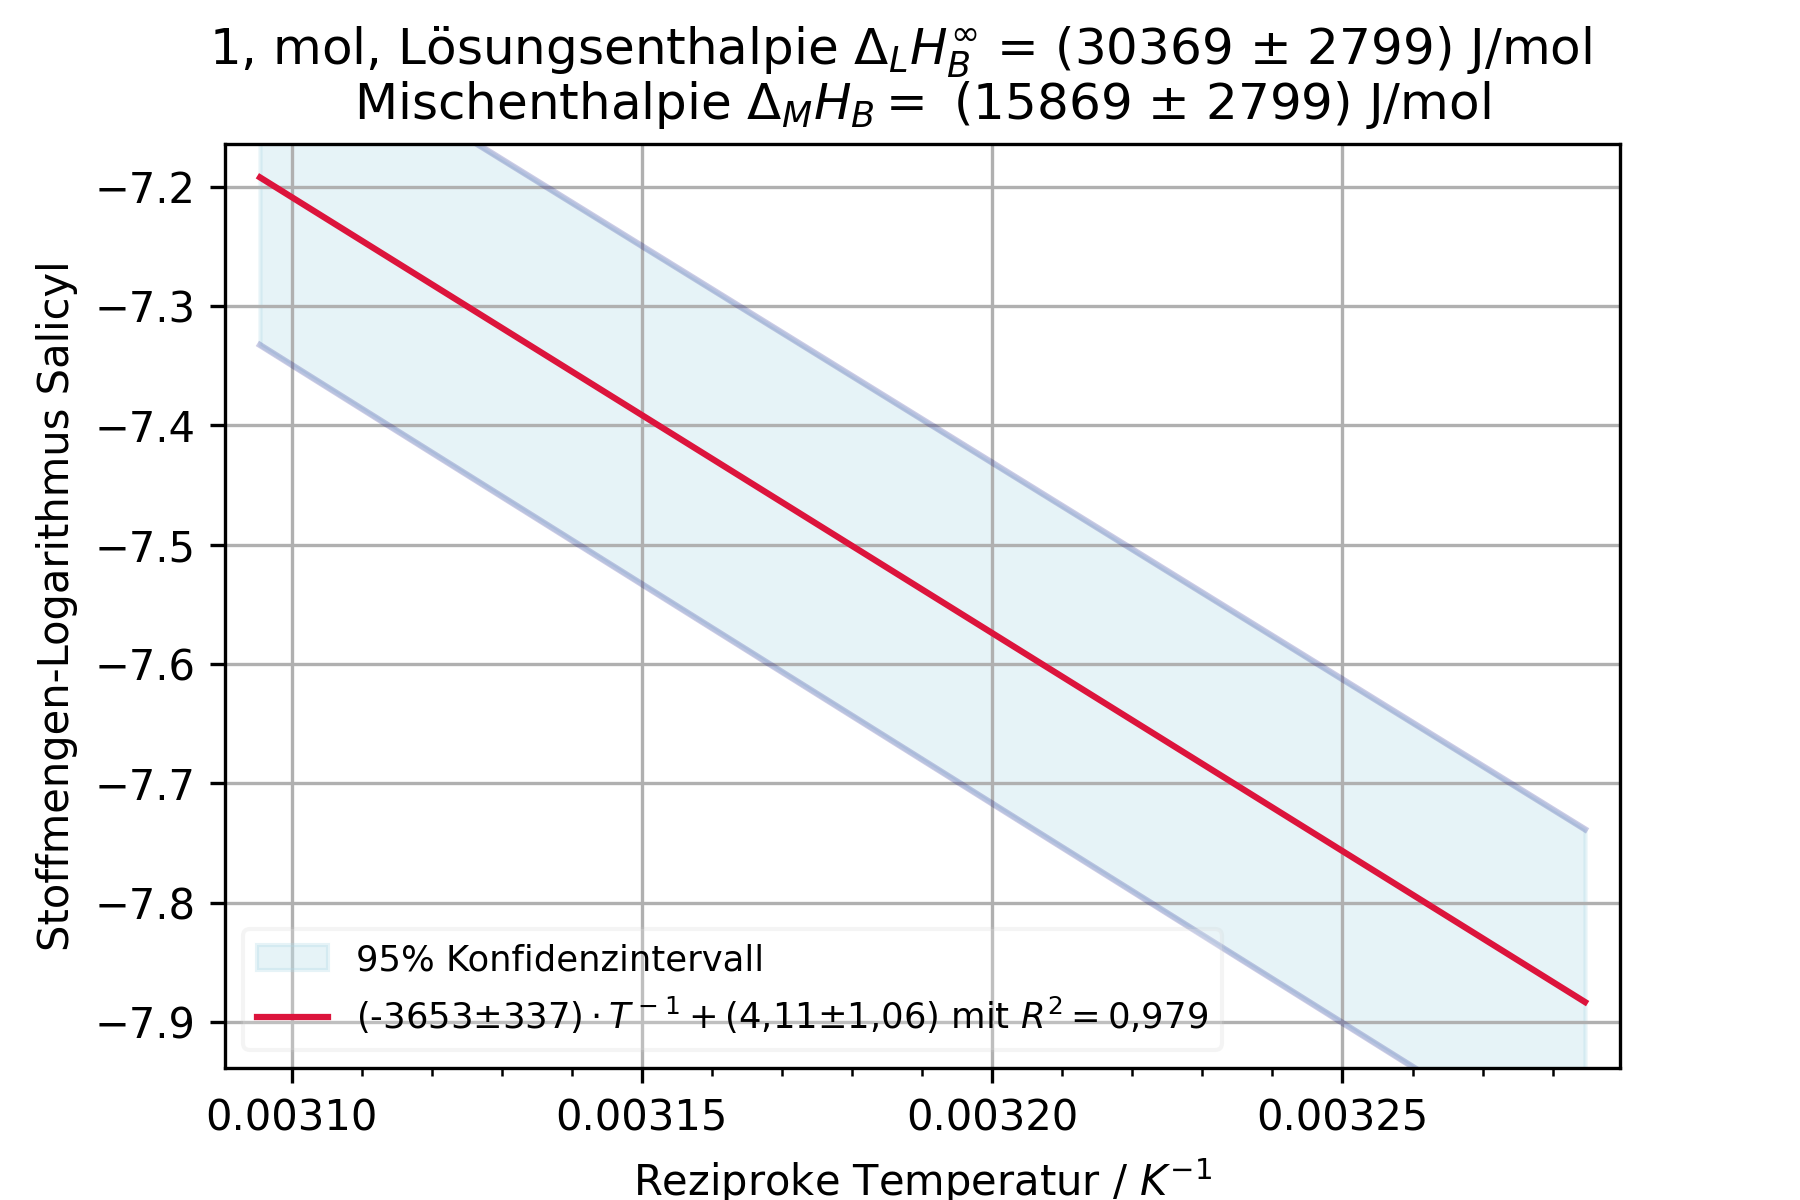 1, mol, Lösungsenthalpie Δ_L H_B^∞ = (30369 ± 2799) J/mol
Mischenthalpie Δ_M H_B = (15869 ± 2799) J/mol
Stoffmengen-Logarithmus Salicyl
−7.2
−7.3
−7.4
−7.5
−7.6
−7.7
−7.8
−7.9
95% Konfidenzintervall
(-3653±337) · T^−1 + (4,11±1,06) mit R^2 = 0,979
0.00310 0.00315 0.00320 0.00325
Reziproke Temperatur / K^−1